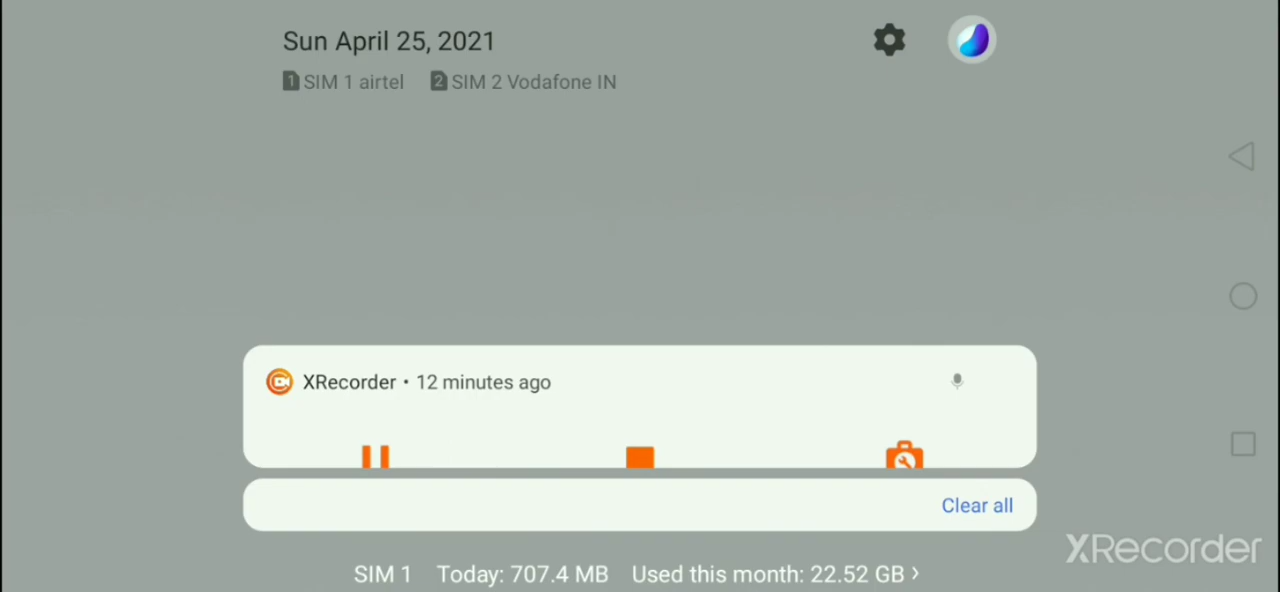 Sun April 25, 2021
1 SIM 1 airtel 2 SIM 2 Vodafone IN
XRecorder • 12 minutes ago
Clear all
XRecorder
SIM 1 Today: 707.4 MB Used this month: 22.52 GB ›